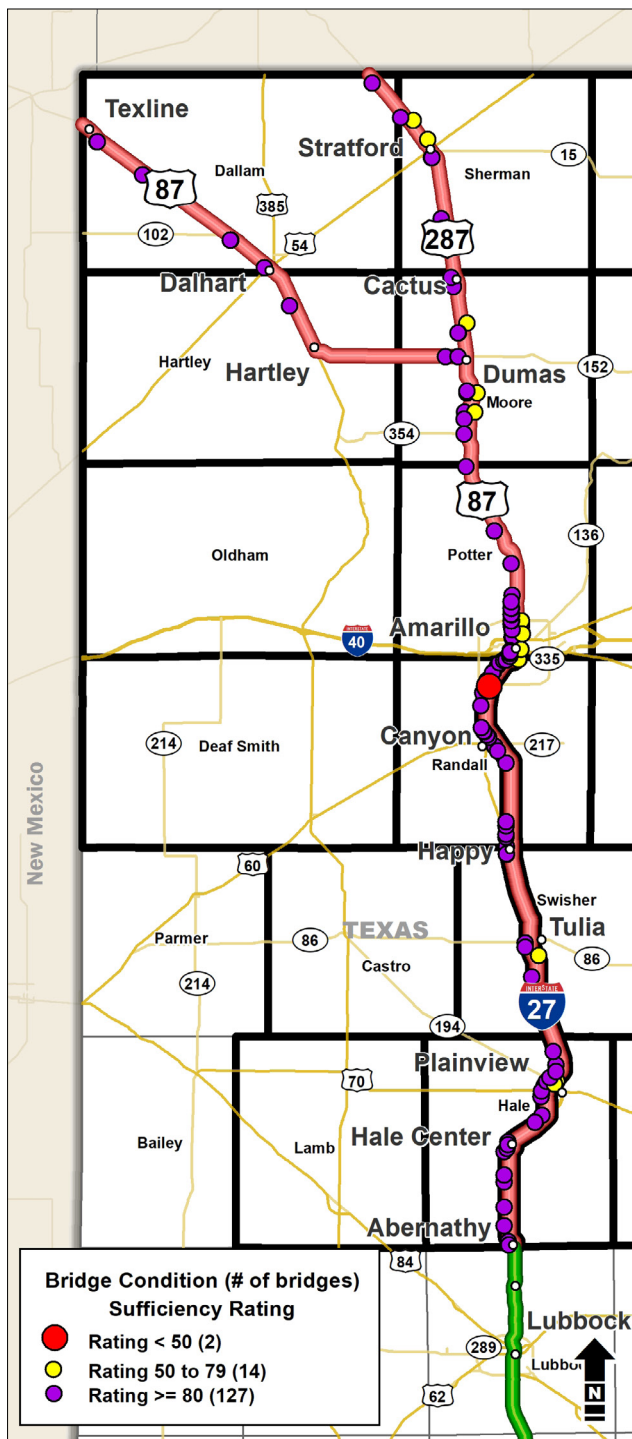 Texline
Stratford
15
Dallam
Sherman
87
385
287
102
54
Dalhart
Cactus
Hartley
Hartley
Dumas
152
Moore
354
87
136
Oldham
Potter
Amarillo
INTERSTATE
40
335
Canyon
217
214
Deaf Smith
Randall
New Mexico
Happy
60
Swisher
TEXAS
Tulia
Parmer
86
86
Castro
214
INTERSTATE
27
194
Plainview
70
Hale
Hale Center
Bailey
Lamb
Abernathy
84
Bridge Condition (# of bridges)
Sufficiency Rating
Rating < 50 (2)
Rating 50 to 79 (14)
Rating >= 80 (127)
Lubbock
289
62
N